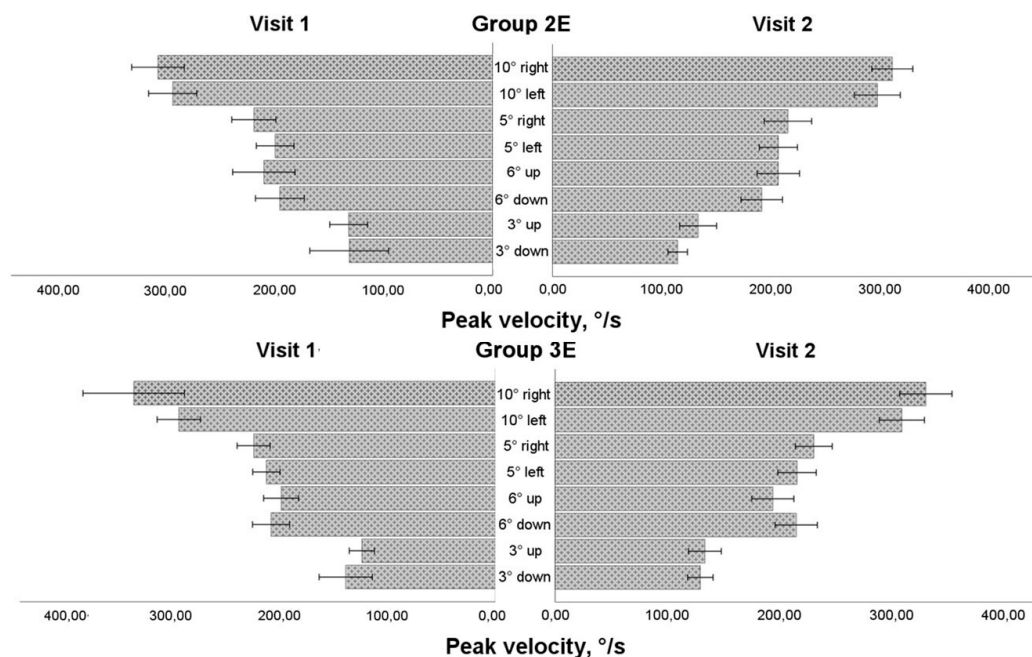 Visit 1 Group 2E Visit 2
10° right
10° left
5° right
5° left
6° up
6° down
3° up
3° down
400,00 300,00 200,00 100,00 0,00 0,00 100,00 200,00 300,00 400,00
Peak velocity, °/s
Visit 1 Group 3E Visit 2
10° right
10° left
5° right
5° left
6° up
6° down
3° up
3° down
400,00 300,00 200,00 100,00 0,00 0,00 100,00 200,00 300,00 400,00
Peak velocity, °/s